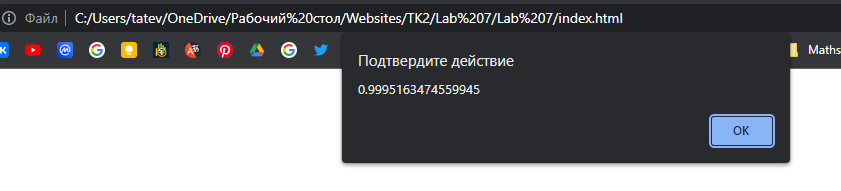 Файл C:/Users/tatev/OneDrive/Рабочий%20стол/Websites/TK2/Lab%207/Lab%207/index.html
Maths
Подтвердите действие
0.9995163474559945
ОК